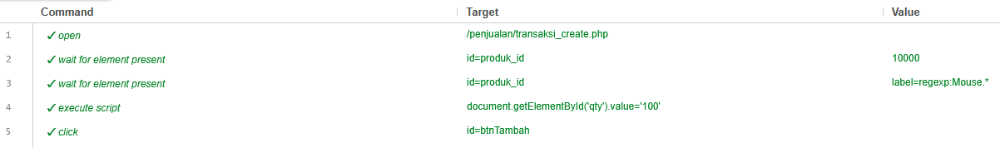 Command Target Value
1 ✓ open /penjualan/transaksi_create.php
2 ✓ wait for element present id=produk_id 10000
3 ✓ wait for element present id=produk_id label=regexp:Mouse.*
4 ✓ execute script document.getElementById('qty').value='100'
5 ✓ click id=btnTambah